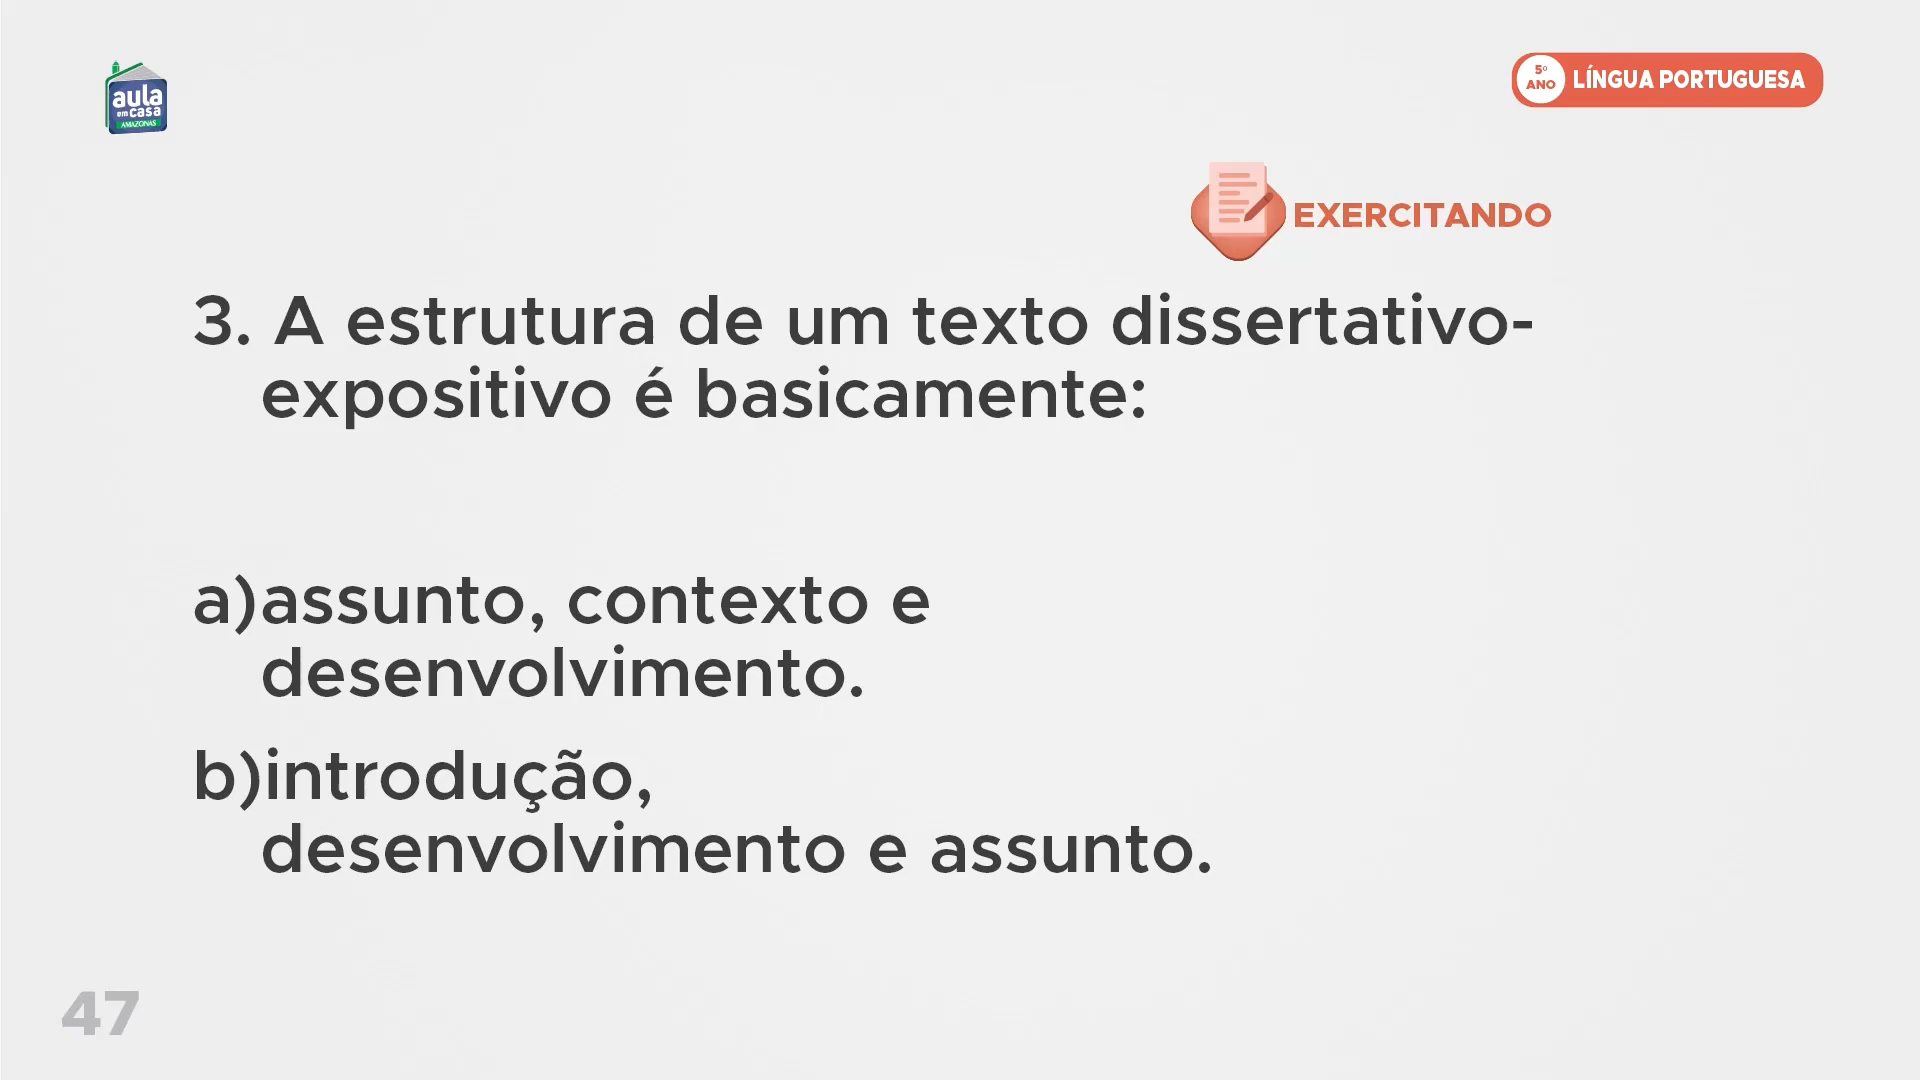 aula
em casa
AMAZONAS
5º
ANO
LÍNGUA PORTUGUESA
EXERCITANDO
3. A estrutura de um texto dissertativo-
expositivo é basicamente:
a)assunto, contexto e
desenvolvimento.
b)introdução,
desenvolvimento e assunto.
47